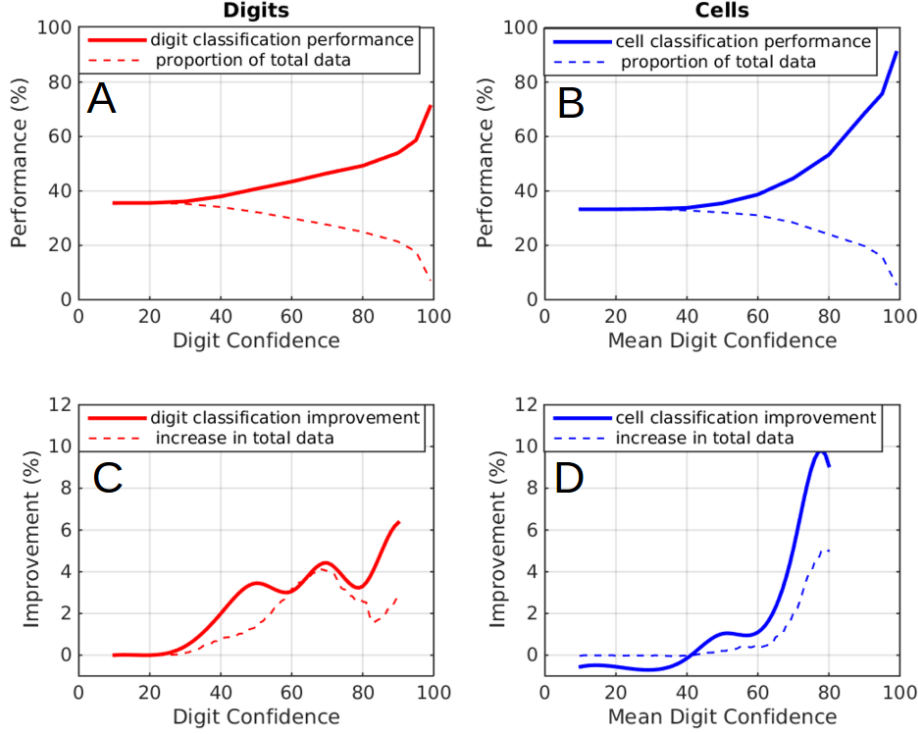 Digits
100
80
60
40
20
0
Performance (%)
digit classification performance
proportion of total data
A
0 20 40 60 80 100
Digit Confidence
Cells
100
80
60
40
20
0
Performance (%)
cell classification performance
proportion of total data
B
0 20 40 60 80 100
Mean Digit Confidence
12
10
8
6
4
2
0
Improvement (%)
digit classification improvement
increase in total data
C
0 20 40 60 80 100
Digit Confidence
12
10
8
6
4
2
0
Improvement (%)
cell classification improvement
increase in total data
D
0 20 40 60 80 100
Mean Digit Confidence